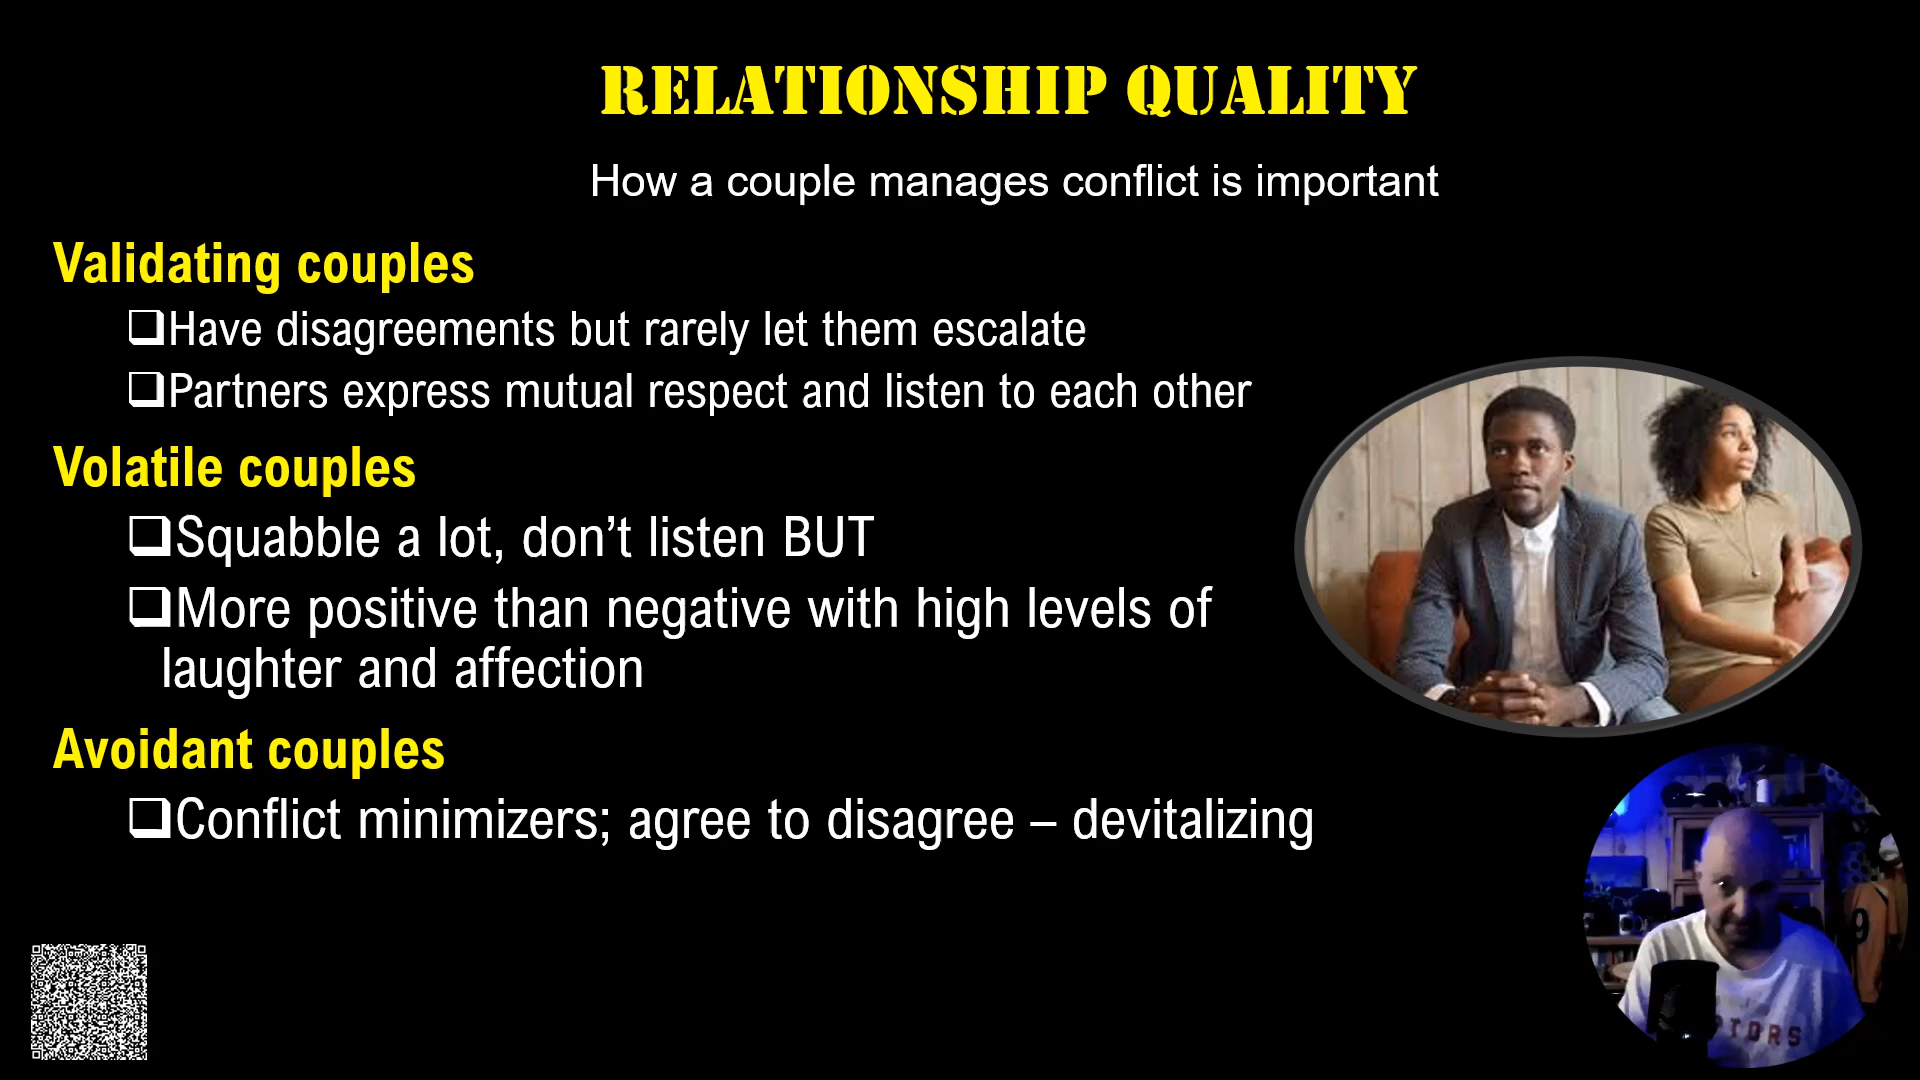 RELATIONSHIP QUALITY
How a couple manages conflict is important
Validating couples
❑Have disagreements but rarely let them escalate
❑Partners express mutual respect and listen to each other
Volatile couples
❑Squabble a lot, don’t listen BUT
❑More positive than negative with high levels of
laughter and affection
Avoidant couples
❑Conflict minimizers; agree to disagree – devitalizing
9